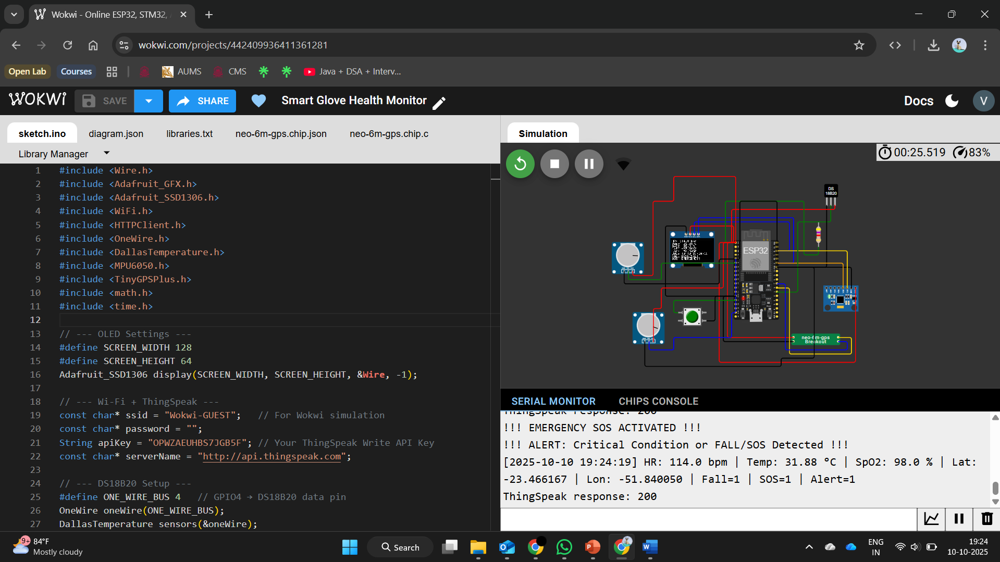 Wokwi - Online ESP32, STM32,
wokwi.com/projects/442409936411361281
Open Lab
Courses
AUMS
CMS
Java + DSA + Interv...
WOKWi
SAVE
SHARE
Smart Glove Health Monitor
Docs
V
sketch.ino
diagram.json
libraries.txt
neo-6m-gps.chip.json
neo-6m-gps.chip.c
Library Manager
Simulation
00:25.519
83%
1 #include <Wire.h>
2 #include <Adafruit_GFX.h>
3 #include <Adafruit_SSD1306.h>
4 #include <WiFi.h>
5 #include <HTTPClient.h>
6 #include <OneWire.h>
7 #include <DallasTemperature.h>
8 #include <MPU6050.h>
9 #include <TinyGPSPlus.h>
10 #include <math.h>
11 #include <time.h>
12
13 // --- OLED Settings ---
14 #define SCREEN_WIDTH 128
15 #define SCREEN_HEIGHT 64
16 Adafruit_SSD1306 display(SCREEN_WIDTH, SCREEN_HEIGHT, &Wire, -1);
17
18 // --- Wi-Fi + ThingSpeak ---
19 const char* ssid = "Wokwi-GUEST"; // For Wokwi simulation
20 const char* password = "";
21 String apiKey = "OPWZAEUHBS7JGB5F"; // Your ThingSpeak Write API Key
22 const char* serverName = "http://api.thingspeak.com";
23
24 // --- DS18B20 Setup ---
25 #define ONE_WIRE_BUS 4 // GPIO4 → DS18B20 data pin
26 OneWire oneWire(ONE_WIRE_BUS);
27 DallasTemperature sensors(&oneWire);
DS
18B20
ESP32
neo-6m-gps
Breakout
SERIAL MONITOR
CHIPS CONSOLE
ThingSpeak response: 200
!!! EMERGENCY SOS ACTIVATED !!!
!!! ALERT: Critical Condition or FALL/SOS Detected !!!
[2025-10-10 19:24:19] HR: 114.0 bpm | Temp: 31.88 °C | SpO2: 98.0 % | Lat:
-23.466167 | Lon: -51.840050 | Fall=1 | SOS=1 | Alert=1
ThingSpeak response: 200
9+
84°F
Mostly cloudy
Search
ENG
IN
19:24
10-10-2025